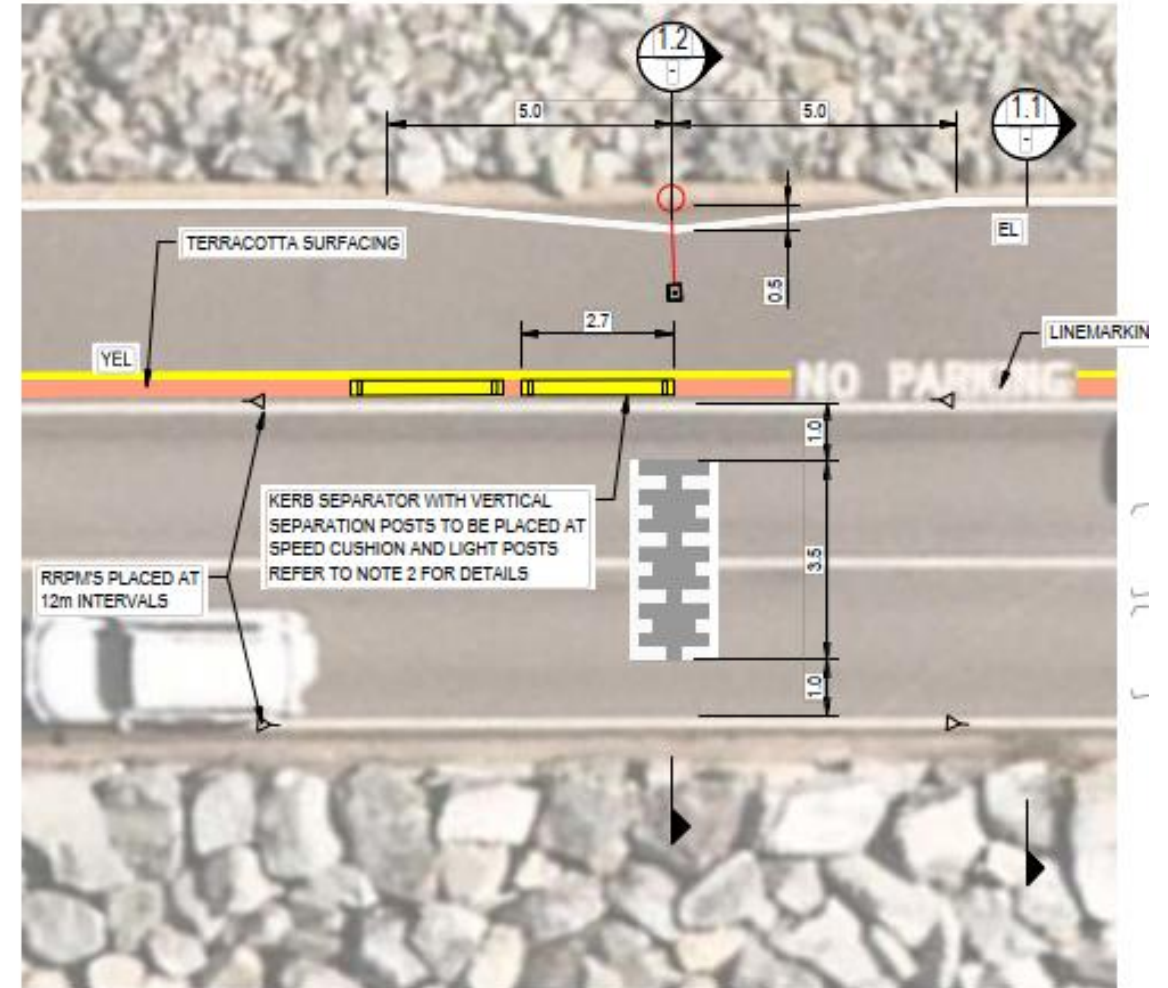 1.2
-
5.0
5.0
1.1
-
TERRACOTTA SURFACING
EL
0.5
2.7
LINEMARKIN
YEL
NO PARKING
1.0
KERB SEPARATOR WITH VERTICAL
SEPARATION POSTS TO BE PLACED AT
SPEED CUSHION AND LIGHT POSTS
REFER TO NOTE 2 FOR DETAILS
3.5
RRPM'S PLACED AT
12m INTERVALS
1.0